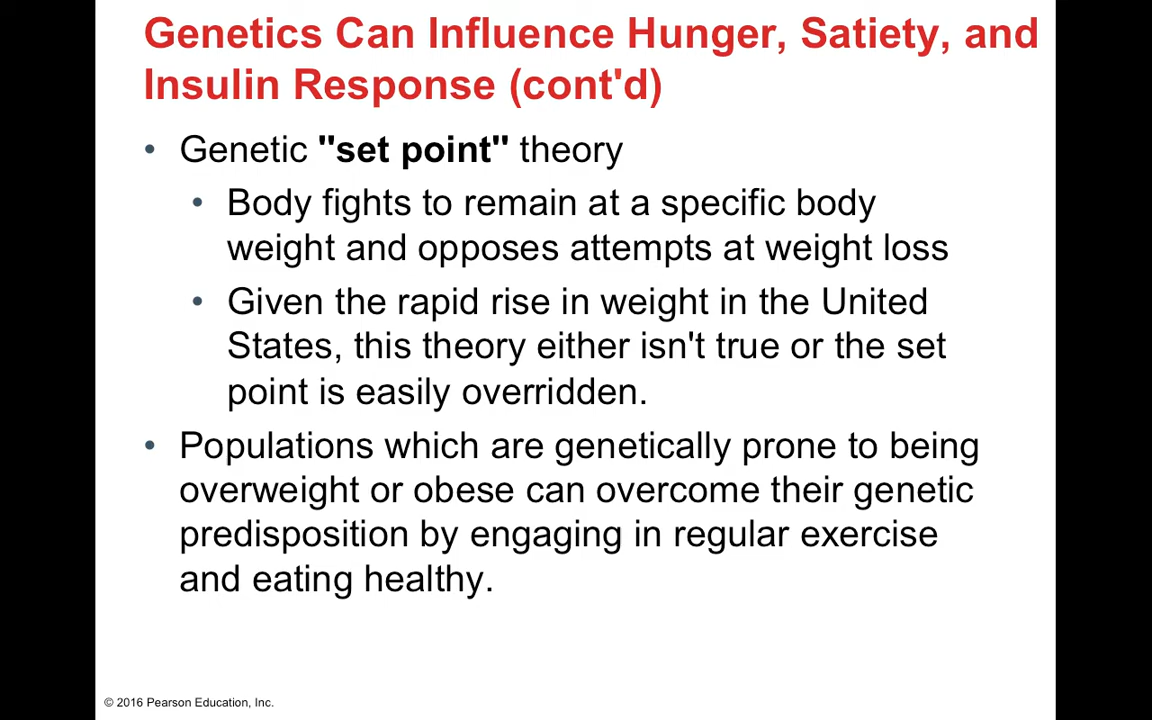 Genetics Can Influence Hunger, Satiety, and
Insulin Response (cont'd)
• Genetic "set point" theory
• Body fights to remain at a specific body
weight and opposes attempts at weight loss
• Given the rapid rise in weight in the United
States, this theory either isn't true or the set
point is easily overridden.
• Populations which are genetically prone to being
overweight or obese can overcome their genetic
predisposition by engaging in regular exercise
and eating healthy.
© 2016 Pearson Education, Inc.